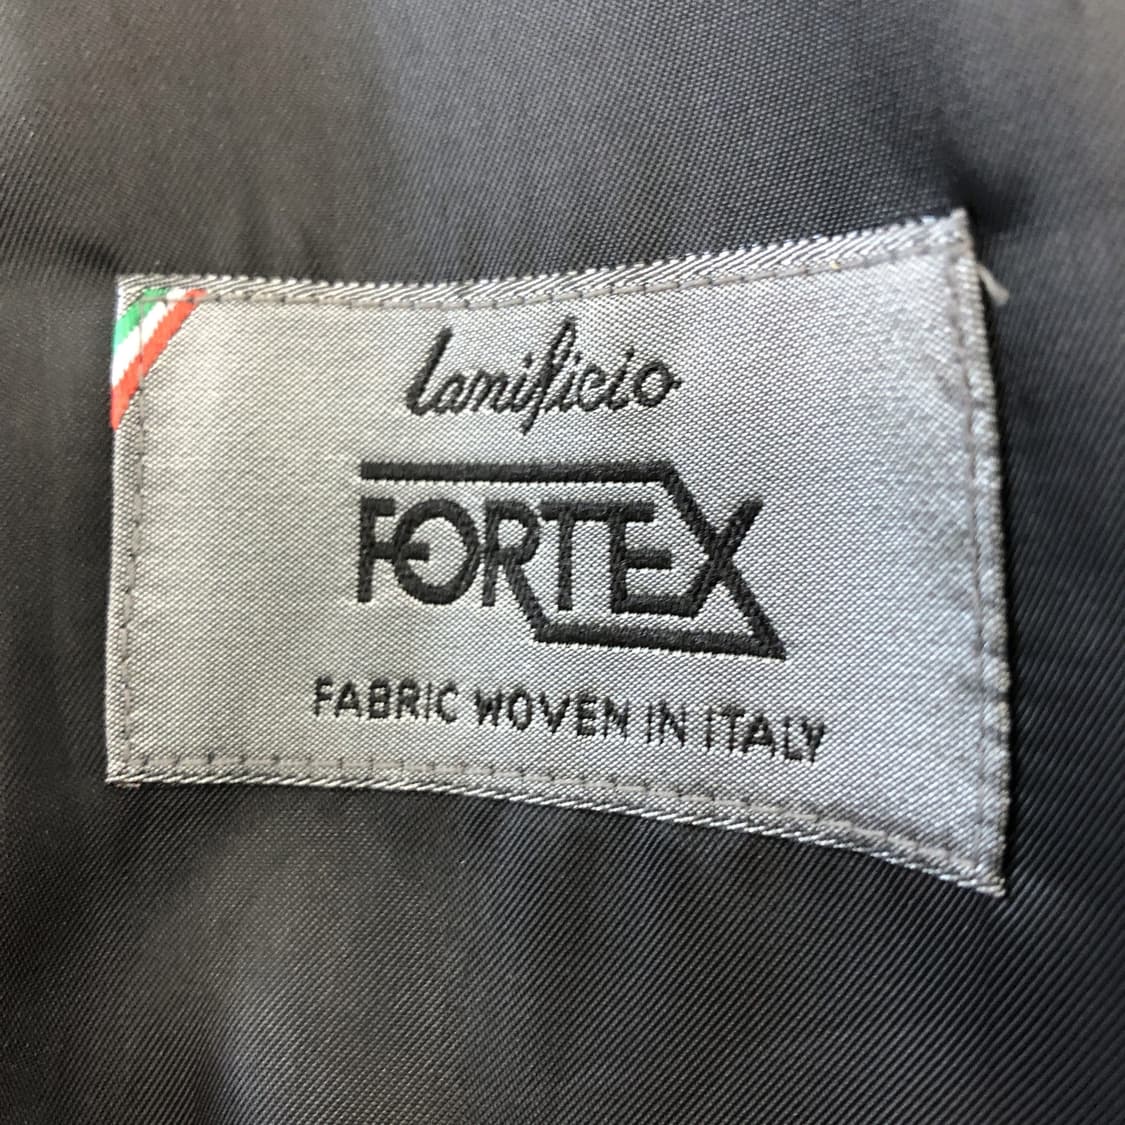 lanificio
FORTEX
FABRIC WOVEN IN ITALY